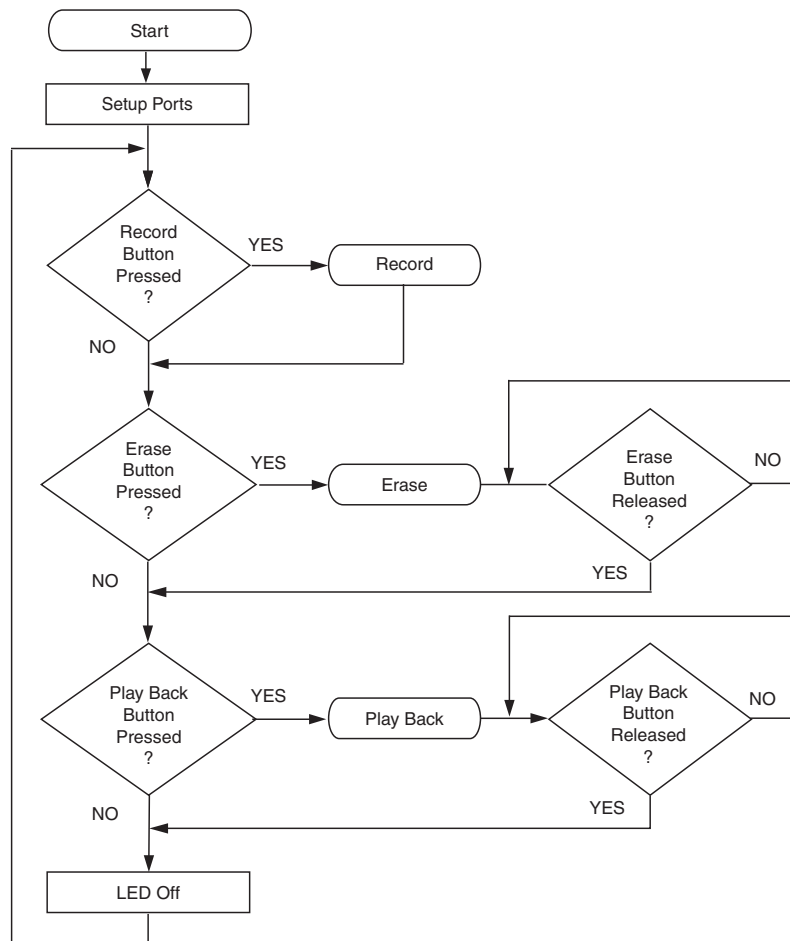 Start
Setup Ports
Record
Button
Pressed
?
YES
Record
NO
Erase
Button
Pressed
?
YES
Erase
Erase
Button
Released
?
NO
YES
NO
Play Back
Button
Pressed
?
YES
Play Back
Play Back
Button
Released
?
NO
YES
NO
LED Off